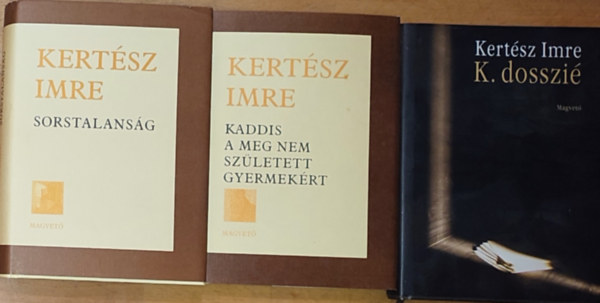 KERTÉSZ
IMRE
SORSTALANSÁG
MAGVETŐ
KERTÉSZ
IMRE
KADDIS
A MEG NEM
SZÜLETETT
GYERMEKÉRT
MAGVETŐ
Kertész Imre
K. dosszié
Magvető